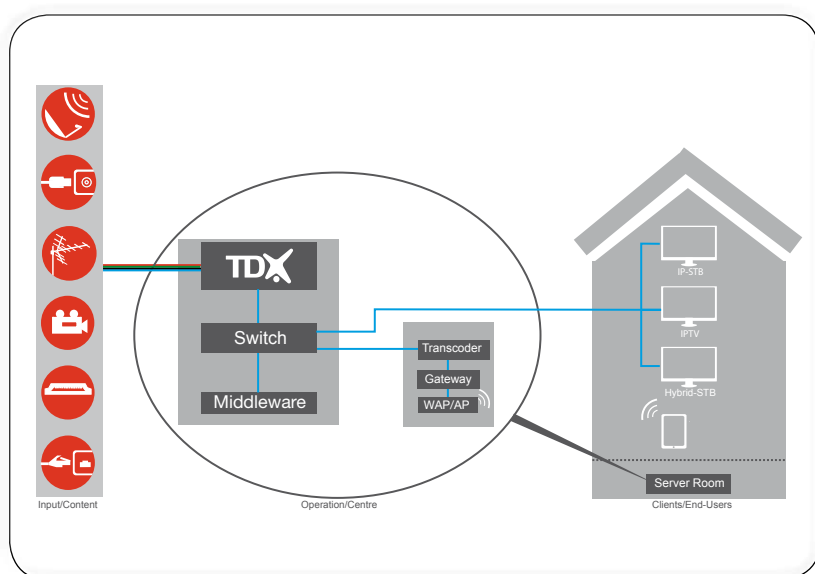 TDX
Switch
Middleware
Transcoder
Gateway
WAP/AP
IP-STB
IPTV
Hybrid-STB
Server Room
Input/Content
Operation/Centre
Clients/End-Users